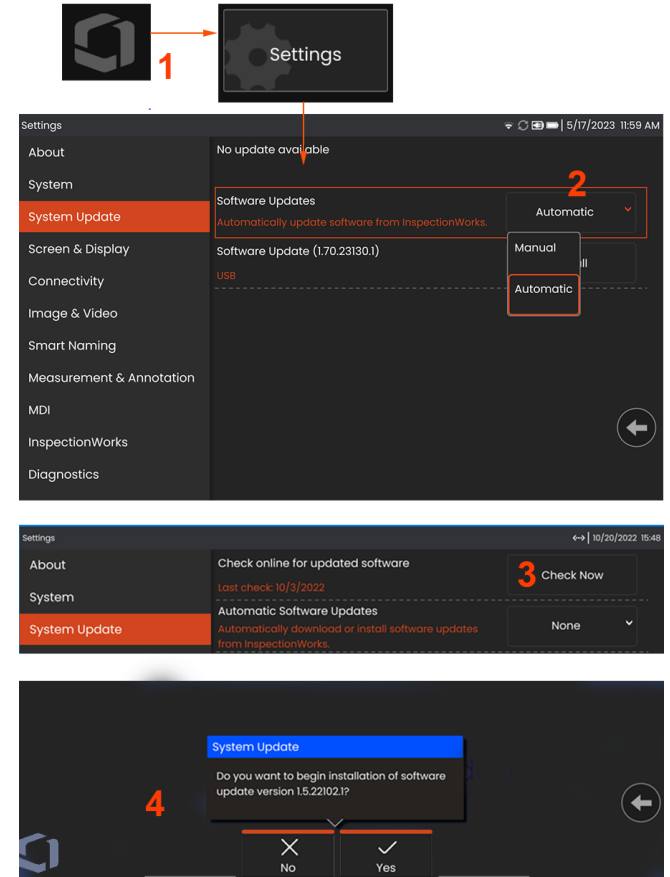 1
Settings
Settings
5/17/2023 11:59 AM
About
No update available
System
2
System Update
Software Updates
Automatically update software from InspectionWorks.
Automatic
Screen & Display
Software Update (1.70.23130.1)
USB
Manual
ll
Automatic
Connectivity
Image & Video
Smart Naming
Measurement & Annotation
MDI
InspectionWorks
Diagnostics
Settings
10/20/2022 15:48
About
Check online for updated software
Last check: 10/3/2022
3
Check Now
System
Automatic Software Updates
System Update
Automatically download or install software updates
from InspectionWorks.
None
System Update
Do you want to begin installation of software
update version 1.5.22102.1?
4
No
Yes